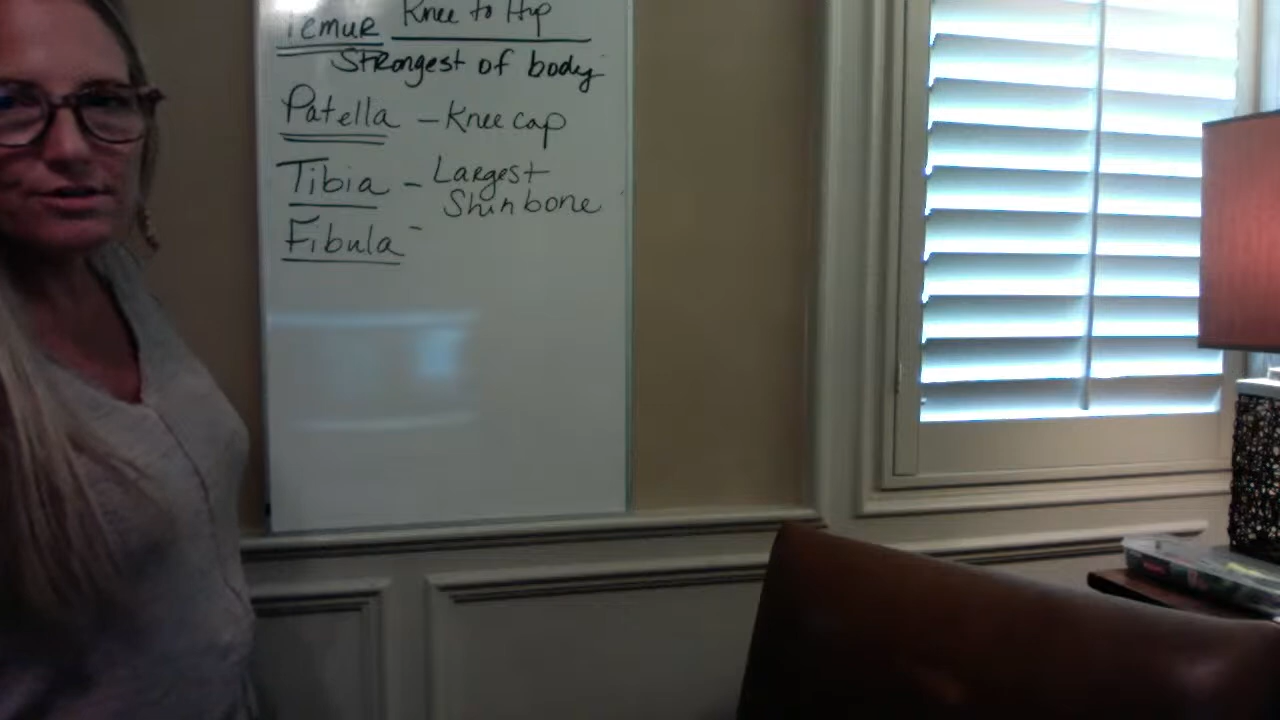 Femur Knee to Hip
Strongest of body
Patella - Knee cap
Tibia - Largest
Shinbone
Fibula -